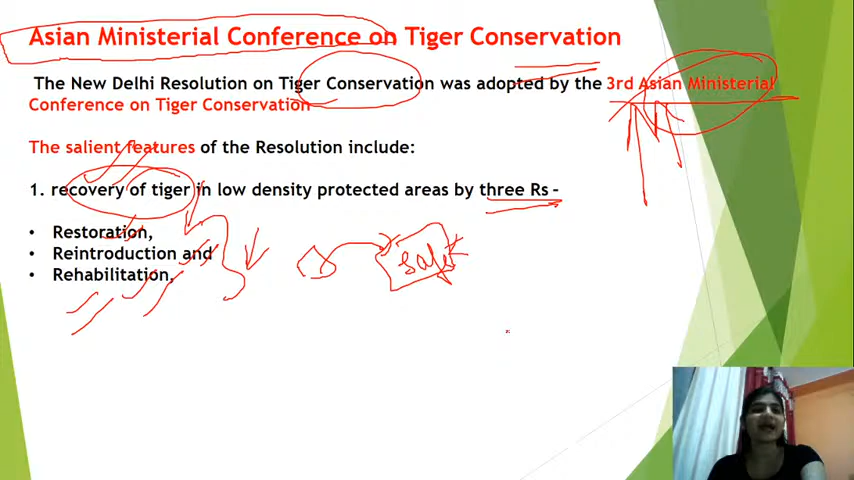 Asian Ministerial Conference on Tiger Conservation
The New Delhi Resolution on Tiger Conservation was adopted by the 3rd Asian Ministerial
Conference on Tiger Conservation
The salient features of the Resolution include:
1. recovery of tiger in low density protected areas by three Rs -
• Restoration,
• Reintroduction and
• Rehabilitation,
safe